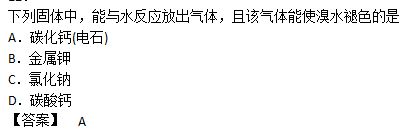 下列固体中，能与水反应放出气体，且该气体能使溴水褪色的是
A．碳化钙(电石)
B．金属钾
C．氯化钠
D．碳酸钙
【答案】 A